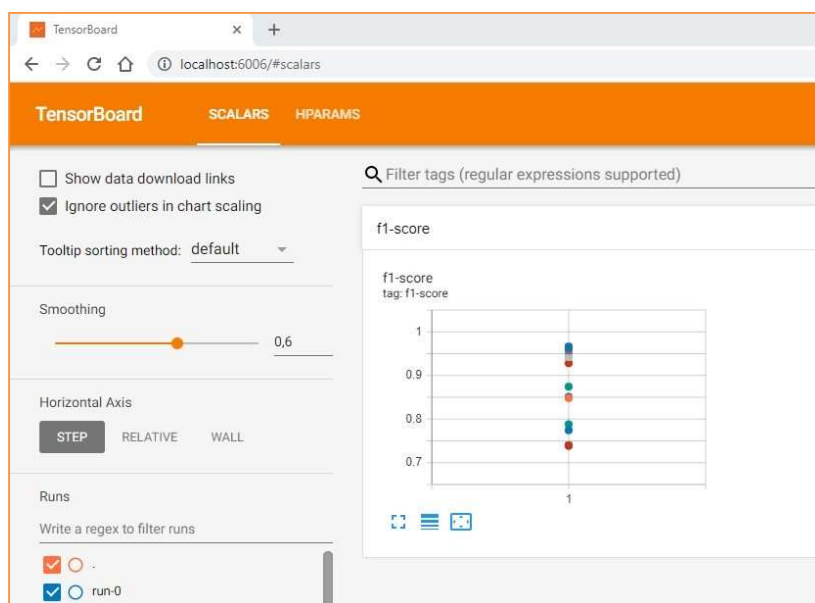 TensorBoard
localhost:6006/#scalars
TensorBoard SCALARS HPARAMS
Show data download links
Ignore outliers in chart scaling
Tooltip sorting method: default
Smoothing
0,6
Horizontal Axis
STEP RELATIVE WALL
Runs
Write a regex to filter runs
.
run-0
Filter tags (regular expressions supported)
f1-score
f1-score
tag: f1-score
1
0.9
0.8
0.7
1